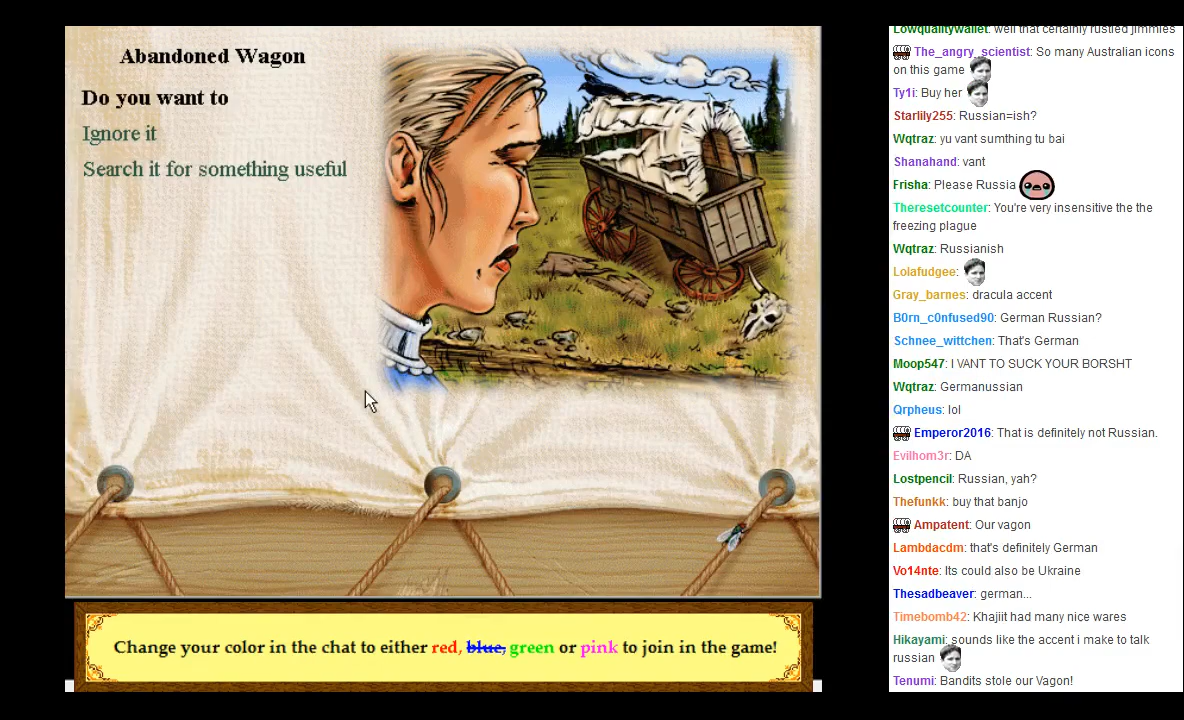 Abandoned Wagon
Do you want to
Ignore it
Search it for something useful
Change your color in the chat to either red, blue, green or pink to join in the game!
Lowqualitywallet: well that certainly rustled jimmies
The_angry_scientist: So many Australian icons
on this game
Ty1i: Buy her
Starlily255: Russian=ish?
Wqtraz: yu vant sumthing tu bai
Shanahand: vant
Frisha: Please Russia
Theresetcounter: You're very insensitive the the
freezing plague
Wqtraz: Russianish
Lolafudgee:
Gray_barnes: dracula accent
B0rn_c0nfused90: German Russian?
Schnee_wittchen: That's German
Moop547: I VANT TO SUCK YOUR BORSHT
Wqtraz: Germanussian
Qrpheus: lol
Emperor2016: That is definitely not Russian.
Evilhom3r: DA
Lostpencil: Russian, yah?
Thefunkk: buy that banjo
Ampatent: Our vagon
Lambdacdm: that's definitely German
Vo14nte: Its could also be Ukraine
Thesadbeaver: german...
Timebomb42: Khajiit had many nice wares
Hikayami: sounds like the accent i make to talk
russian
Tenumi: Bandits stole our Vagon!